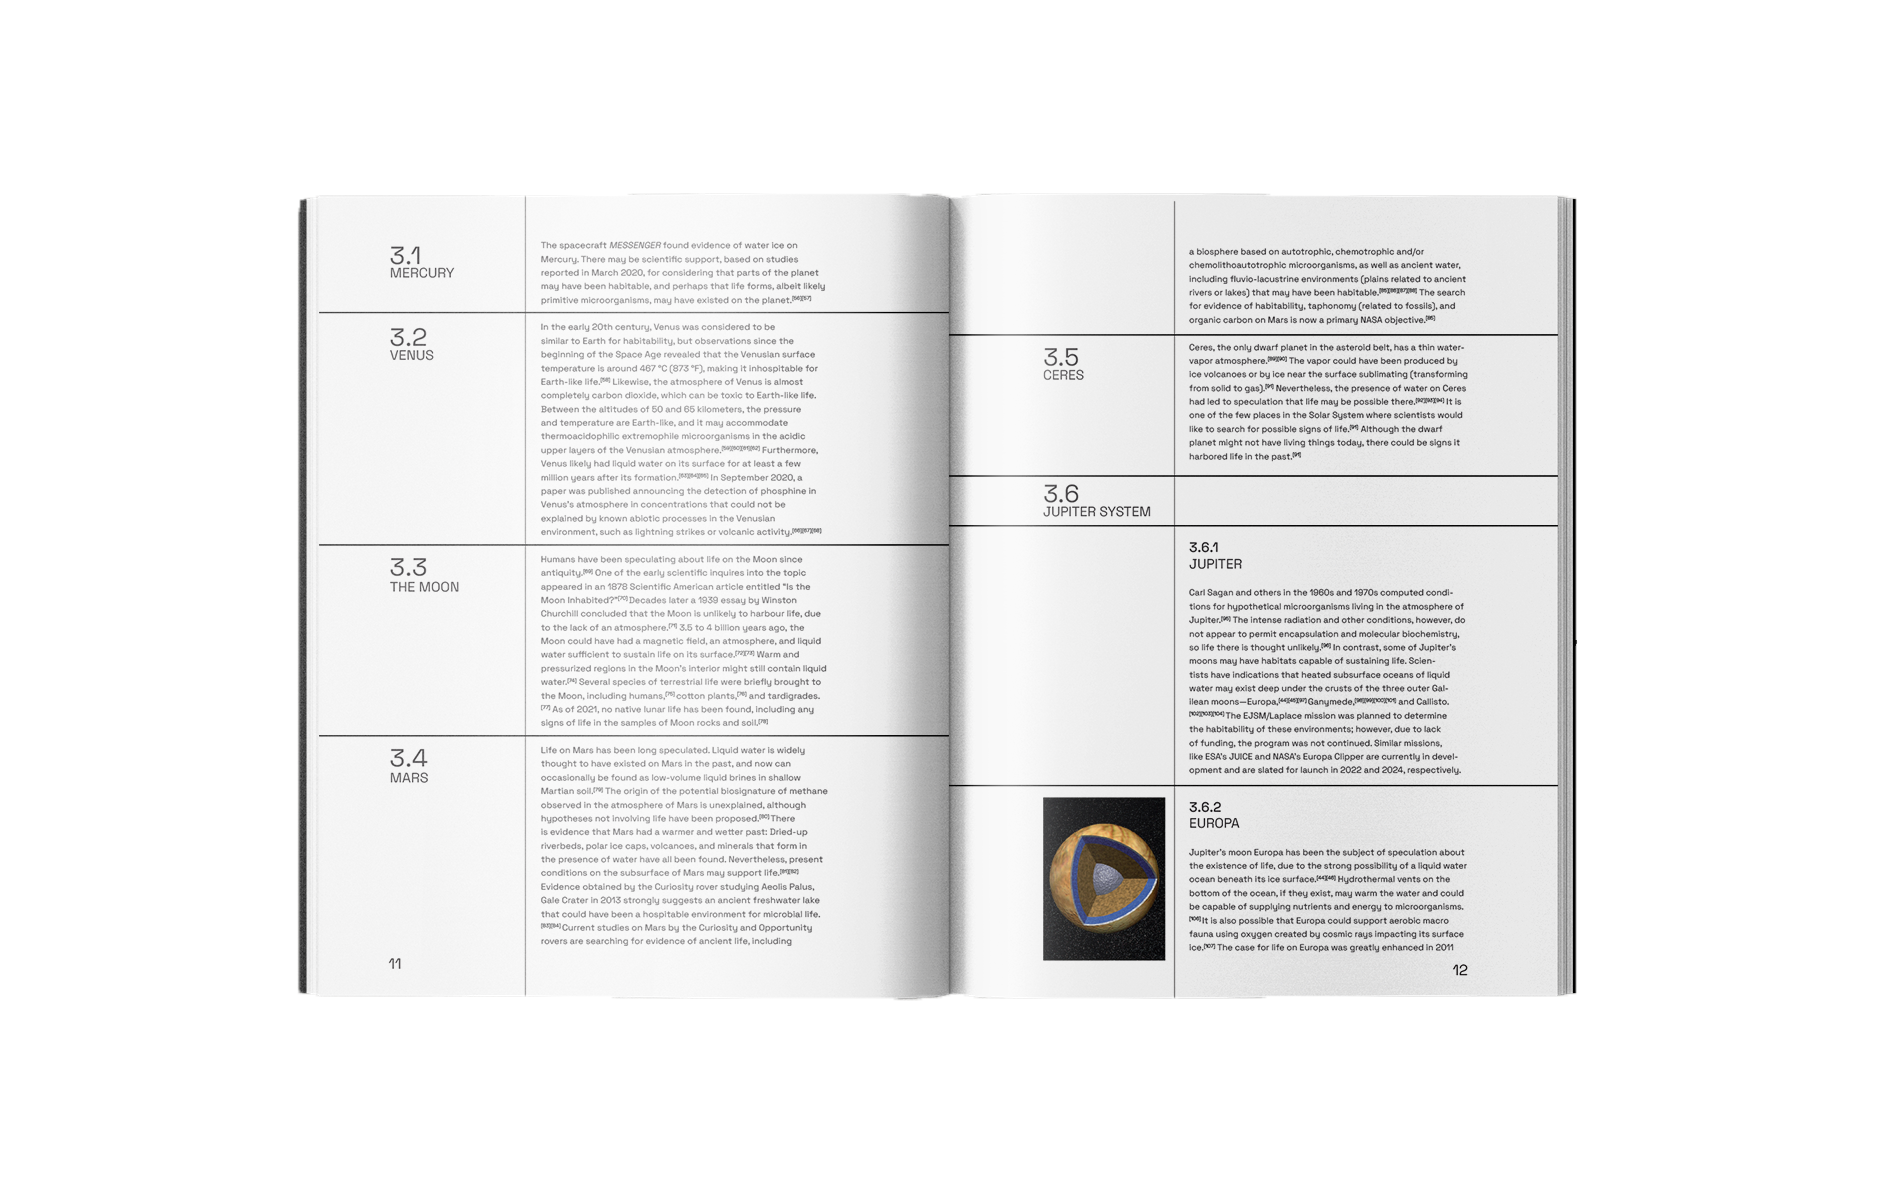 3.1
MERCURY
The spacecraft MESSENGER found evidence of water ice on
Mercury. There may be scientific support, based on studies
reported in March 2020, for considering that parts of the planet
may have been habitable, and perhaps that life forms, albeit likely
primitive microorganisms, may have existed on the planet.[56][57]
3.2
VENUS
In the early 20th century, Venus was considered to be
similar to Earth for habitability, but observations since the
beginning of the Space Age revealed that the Venusian surface
temperature is around 467 °C (873 °F), making it inhospitable for
Earth-like life.[58] Likewise, the atmosphere of Venus is almost
completely carbon dioxide, which can be toxic to Earth-like life.
Between the altitudes of 50 and 65 kilometers, the pressure
and temperature are Earth-like, and it may accommodate
thermoacidophilic extremophile microorganisms in the acidic
upper layers of the Venusian atmosphere.[59][60][61][62] Furthermore,
Venus likely had liquid water on its surface for at least a few
million years after its formation.[63][64][65] In September 2020, a
paper was published announcing the detection of phosphine in
Venus's atmosphere in concentrations that could not be
explained by known abiotic processes in the Venusian
environment, such as lightning strikes or volcanic activity.[66][67][68]
3.3
THE MOON
Humans have been speculating about life on the Moon since
antiquity.[69] One of the early scientific inquires into the topic
appeared in an 1878 Scientific American article entitled "Is the
Moon Inhabited?"[70] Decades later a 1939 essay by Winston
Churchill concluded that the Moon is unlikely to harbour life, due
to the lack of an atmosphere.[71] 3.5 to 4 billion years ago, the
Moon could have had a magnetic field, an atmosphere, and liquid
water sufficient to sustain life on its surface.[72][73] Warm and
pressurized regions in the Moon's interior might still contain liquid
water.[74] Several species of terrestrial life were briefly brought to
the Moon, including humans,[75] cotton plants,[76] and tardigrades.
[77] As of 2021, no native lunar life has been found, including any
signs of life in the samples of Moon rocks and soil.[78]
3.4
MARS
Life on Mars has been long speculated. Liquid water is widely
thought to have existed on Mars in the past, and now can
occasionally be found as low-volume liquid brines in shallow
Martian soil.[79] The origin of the potential biosignature of methane
observed in the atmosphere of Mars is unexplained, although
hypotheses not involving life have been proposed.[80] There
is evidence that Mars had a warmer and wetter past: Dried-up
riverbeds, polar ice caps, volcanoes, and minerals that form in
the presence of water have all been found. Nevertheless, present
conditions on the subsurface of Mars may support life.[81][82]
Evidence obtained by the Curiosity rover studying Aeolis Palus,
Gale Crater in 2013 strongly suggests an ancient freshwater lake
that could have been a hospitable environment for microbial life.
[83][84] Current studies on Mars by the Curiosity and Opportunity
rovers are searching for evidence of ancient life, including
11
a biosphere based on autotrophic, chemotrophic and/or
chemolithoautotrophic microorganisms, as well as ancient water,
including fluvio-lacustrine environments (plains related to ancient
rivers or lakes) that may have been habitable.[85][86][87][88] The search
for evidence of habitability, taphonomy (related to fossils), and
organic carbon on Mars is now a primary NASA objective.[85]
3.5
CERES
Ceres, the only dwarf planet in the asteroid belt, has a thin water-
vapor atmosphere.[89][90] The vapor could have been produced by
ice volcanoes or by ice near the surface sublimating (transforming
from solid to gas).[91] Nevertheless, the presence of water on Ceres
had led to speculation that life may be possible there.[92][93][94] It is
one of the few places in the Solar System where scientists would
like to search for possible signs of life.[91] Although the dwarf
planet might not have living things today, there could be signs it
harbored life in the past.[91]
3.6
JUPITER SYSTEM
3.6.1
JUPITER
Carl Sagan and others in the 1960s and 1970s computed condi-
tions for hypothetical microorganisms living in the atmosphere of
Jupiter.[95] The intense radiation and other conditions, however, do
not appear to permit encapsulation and molecular biochemistry,
so life there is thought unlikely.[96] In contrast, some of Jupiter's
moons may have habitats capable of sustaining life. Scien-
tists have indications that heated subsurface oceans of liquid
water may exist deep under the crusts of the three outer Gal-
ilean moons—Europa,[44][45][97] Ganymede,[98][99][100][101] and Callisto.
[102][103][104] The EJSM/Laplace mission was planned to determine
the habitability of these environments; however, due to lack
of funding, the program was not continued. Similar missions,
like ESA's JUICE and NASA's Europa Clipper are currently in devel-
opment and are slated for launch in 2022 and 2024, respectively.
3.6.2
EUROPA
Jupiter's moon Europa has been the subject of speculation about
the existence of life, due to the strong possibility of a liquid water
ocean beneath its ice surface.[44][46] Hydrothermal vents on the
bottom of the ocean, if they exist, may warm the water and could
be capable of supplying nutrients and energy to microorganisms.
[106] It is also possible that Europa could support aerobic macro
fauna using oxygen created by cosmic rays impacting its surface
ice.[107] The case for life on Europa was greatly enhanced in 2011
12